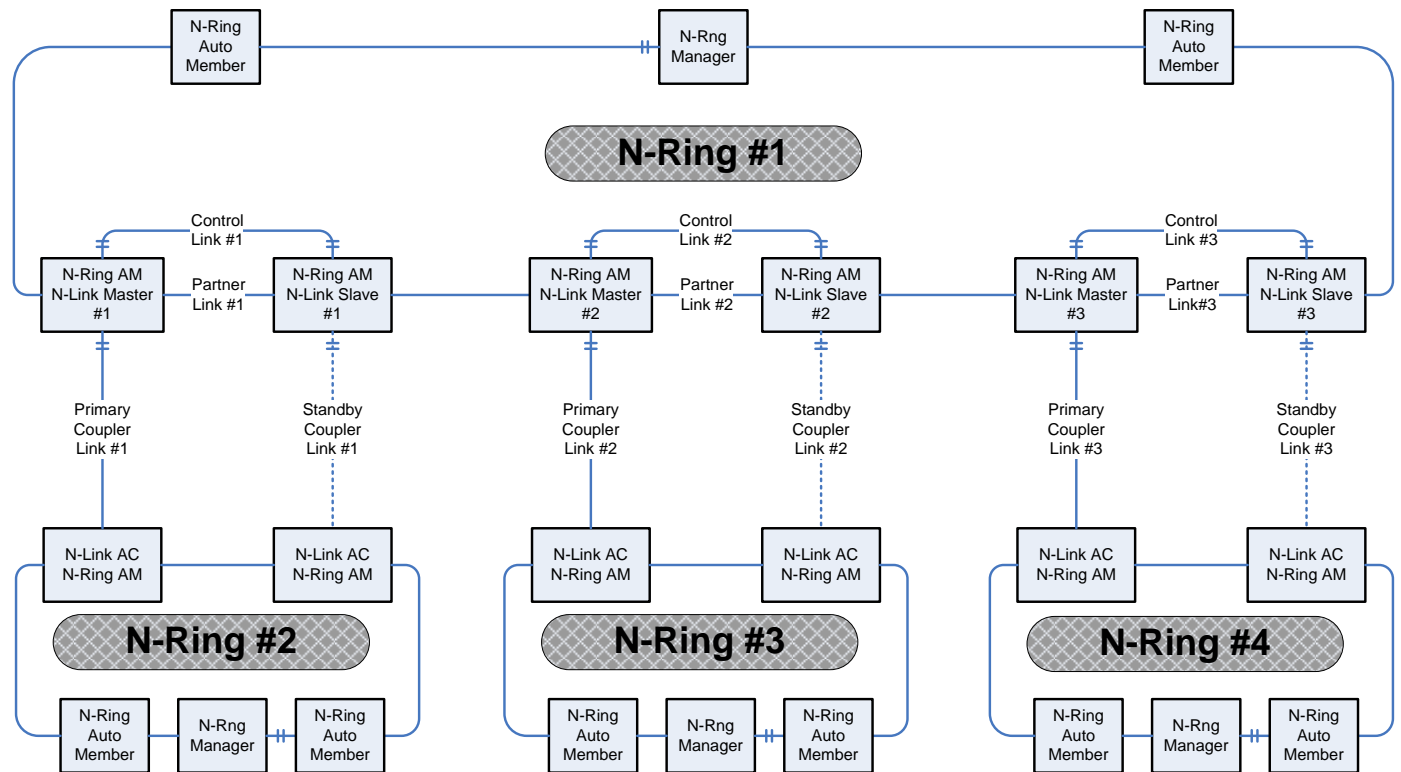 N-Ring
Auto
Member
N-Rng
Manager
N-Ring
Auto
Member
N-Ring #1
Control
Link #1
Control
Link #2
Control
Link #3
N-Ring AM
N-Link Master
#1
Partner
Link #1
N-Ring AM
N-Link Slave
#1
N-Ring AM
N-Link Master
#2
Partner
Link #2
N-Ring AM
N-Link Slave
#2
N-Ring AM
N-Link Master
#3
Partner
Link#3
N-Ring AM
N-Link Slave
#3
Primary
Coupler
Link #1
Standby
Coupler
Link #1
Primary
Coupler
Link #2
Standby
Coupler
Link #2
Primary
Coupler
Link #3
Standby
Coupler
Link #3
N-Link AC
N-Ring AM
N-Link AC
N-Ring AM
N-Link AC
N-Ring AM
N-Link AC
N-Ring AM
N-Link AC
N-Ring AM
N-Link AC
N-Ring AM
N-Ring #2
N-Ring #3
N-Ring #4
N-Ring
Auto
Member
N-Rng
Manager
N-Ring
Auto
Member
N-Ring
Auto
Member
N-Rng
Manager
N-Ring
Auto
Member
N-Ring
Auto
Member
N-Rng
Manager
N-Ring
Auto
Member